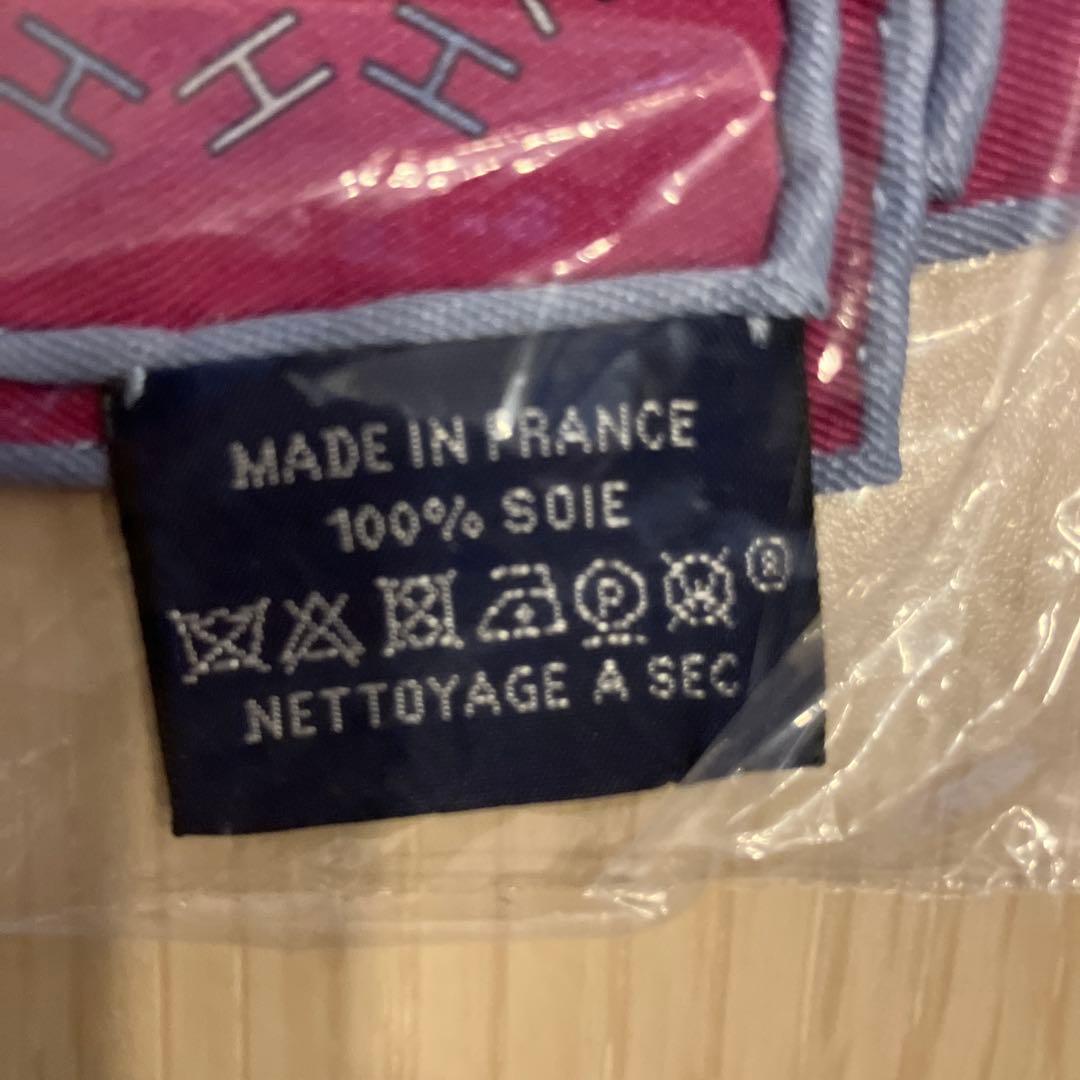 H H H H
MADE IN FRANCE
100% SOIE
P W ®
NETTOYAGE A SEC